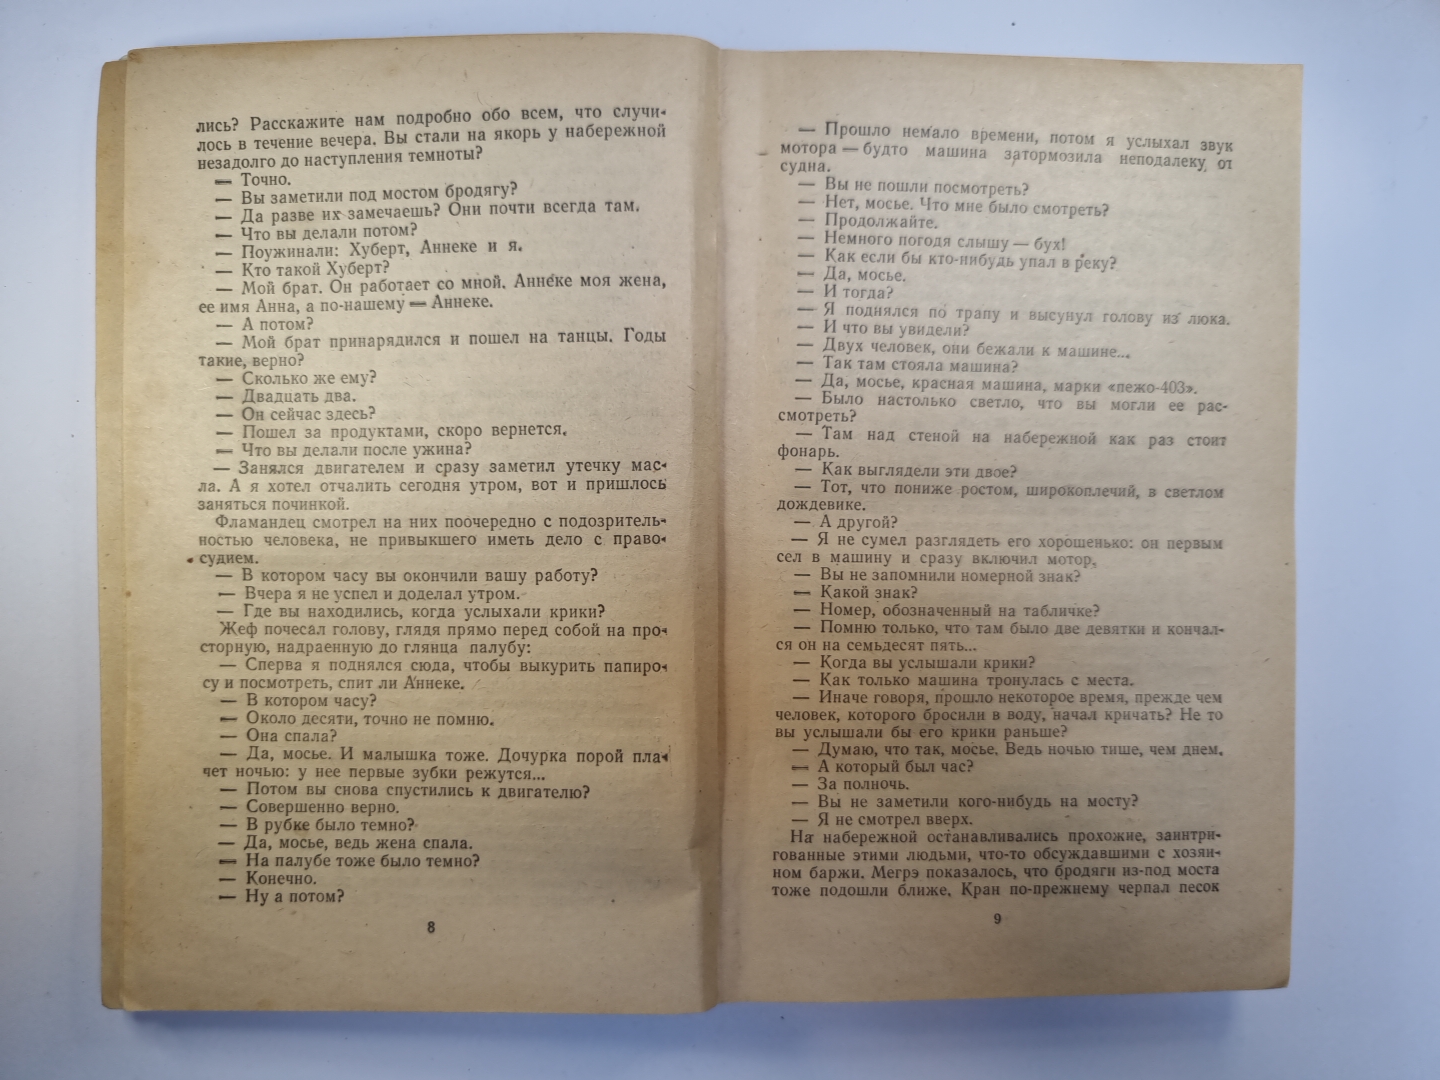 лись? Расскажите нам подробно обо всем, что случи-
лось в течение вечера. Вы стали на якорь у набережной
незадолго до наступления темноты?
— Точно.
— Вы заметили под мостом бродягу?
— Да разве их замечаешь? Они почти всегда там.
— Что вы делали потом?
— Поужинали: Хуберт, Аннеке и я.
— Кто такой Хуберт?
— Мой брат. Он работает со мной. Аннеке моя жена,
ее имя Анна, а по-нашему — Аннеке.
— А потом?
— Мой брат принарядился и пошел на танцы. Годы
такие, верно?
— Сколько же ему?
— Двадцать два.
— Он сейчас здесь?
— Пошел за продуктами, скоро вернется.
— Что вы делали после ужина?
— Занялся двигателем и сразу заметил утечку мас-
ла. А я хотел отчалить сегодня утром, вот и пришлось
заняться починкой.
Фламандец смотрел на них поочередно с подозритель-
ностью человека, не привыкшего иметь дело с право-
судием.
— В котором часу вы окончили вашу работу?
— Вчера я не успел и доделал утром.
— Где вы находились, когда услыхали крики?
Жеф почесал голову, глядя прямо перед собой на про-
сторную, надраенную до глянца палубу:
— Сперва я поднялся сюда, чтобы выкурить папиро-
су и посмотреть, спит ли Аннеке.
— В котором часу?
— Около десяти, точно не помню.
— Она спала?
— Да, мосье. И малышка тоже. Дочурка порой пла-
чет ночью: у нее первые зубки режутся...
— Потом вы снова спустились к двигателю?
— Совершенно верно.
— В рубке было темно?
— Да, мосье, ведь жена спала.
— На палубе тоже было темно?
— Конечно.
— Ну а потом?
8
— Прошло немало времени, потом я услыхал звук
мотора — будто машина затормозила неподалеку от
судна.
— Вы не пошли посмотреть?
— Нет, мосье. Что мне было смотреть?
— Продолжайте.
— Немного погодя слышу — бух!
— Как если бы кто-нибудь упал в реку?
— Да, мосье.
— И тогда?
— Я поднялся по трапу и высунул голову из люка.
— И что вы увидели?
— Двух человек, они бежали к машине...
— Так там стояла машина?
— Да, мосье, красная машина, марки «пежо-403».
— Было настолько светло, что вы могли ее рас-
смотреть?
— Там над стеной на набережной как раз стоит
фонарь.
— Как выглядели эти двое?
— Тот, что пониже ростом, широкоплечий, в светлом
дождевике.
— А другой?
— Я не сумел разглядеть его хорошенько: он первым
сел в машину и сразу включил мотор.
— Вы не запомнили номерной знак?
— Какой знак?
— Номер, обозначенный на табличке?
— Помню только, что там было две девятки и кончал-
ся он на семьдесят пять...
— Когда вы услышали крики?
— Как только машина тронулась с места.
— Иначе говоря, прошло некоторое время, прежде чем
человек, которого бросили в воду, начал кричать? Не то
вы услышали бы его крики раньше?
— Думаю, что так, мосье. Ведь ночью тише, чем днем.
— А который был час?
— За полночь.
— Вы не заметили кого-нибудь на мосту?
— Я не смотрел вверх.
На набережной останавливались прохожие, заинтри-
гованные этими людьми, что-то обсуждавшими с хозяи-
ном баржи. Мегрэ показалось, что бродяги из-под моста
тоже подошли ближе. Кран по-прежнему черпал песок
9